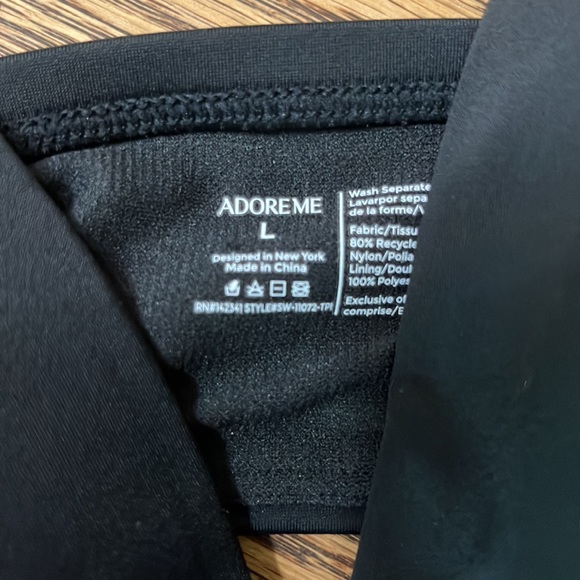 ADORE ME
L
Designed in New York
Made in China
RN#142341 STYLE#SW-11072-TPI
Wash Separate
Lavarpor sepa
de la forme/
Fabric/Tissu
80% Recycle
Nylon/Polia
Lining/Doul
100% Polyes
Exclusive of
comprise/E